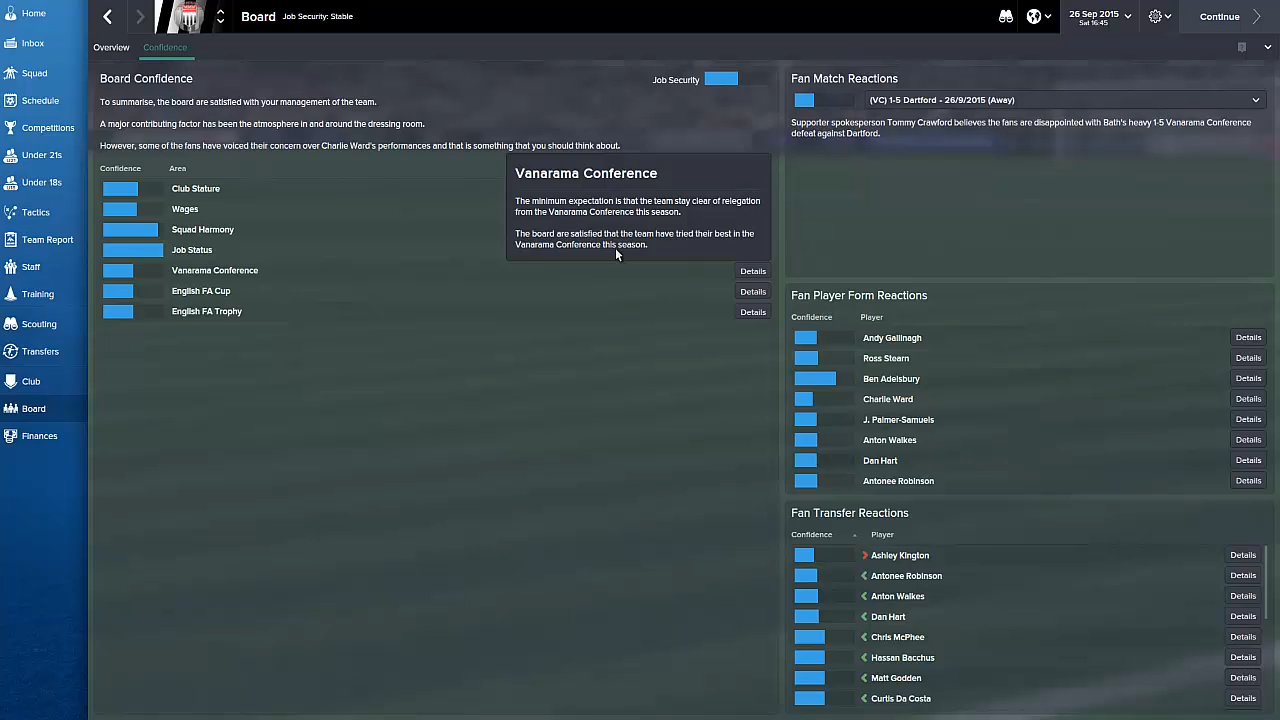 Home
Inbox
Squad
Schedule
Competitions
Under 21s
Under 18s
Tactics
Team Report
Staff
Training
Scouting
Transfers
Club
Board
Finances
Board Job Security: Stable
26 Sep 2015
Sat 16:45
Continue
Overview Confidence
Board Confidence
Job Security
To summarise, the board are satisfied with your management of the team.
A major contributing factor has been the atmosphere in and around the dressing room.
However, some of the fans have voiced their concern over Charlie Ward's performances and that is something that you should think about.
Confidence Area
Club Stature
Wages
Squad Harmony
Job Status
Vanarama Conference Details
English FA Cup Details
English FA Trophy Details
Vanarama Conference
The minimum expectation is that the team stay clear of relegation
from the Vanarama Conference this season.
The board are satisfied that the team have tried their best in the
Vanarama Conference this season.
Fan Match Reactions
(VC) 1-5 Dartford - 26/9/2015 (Away)
Supporter spokesperson Tommy Crawford believes the fans are disappointed with Bath's heavy 1-5 Vanarama Conference
defeat against Dartford.
Fan Player Form Reactions
Confidence Player
Andy Gallinagh Details
Ross Stearn Details
Ben Adelsbury Details
Charlie Ward Details
J. Palmer-Samuels Details
Anton Walkes Details
Dan Hart Details
Antonee Robinson Details
Fan Transfer Reactions
Confidence Player
Ashley Kington Details
Antonee Robinson Details
Anton Walkes Details
Dan Hart Details
Chris McPhee Details
Hassan Bacchus Details
Matt Godden Details
Curtis Da Costa Details